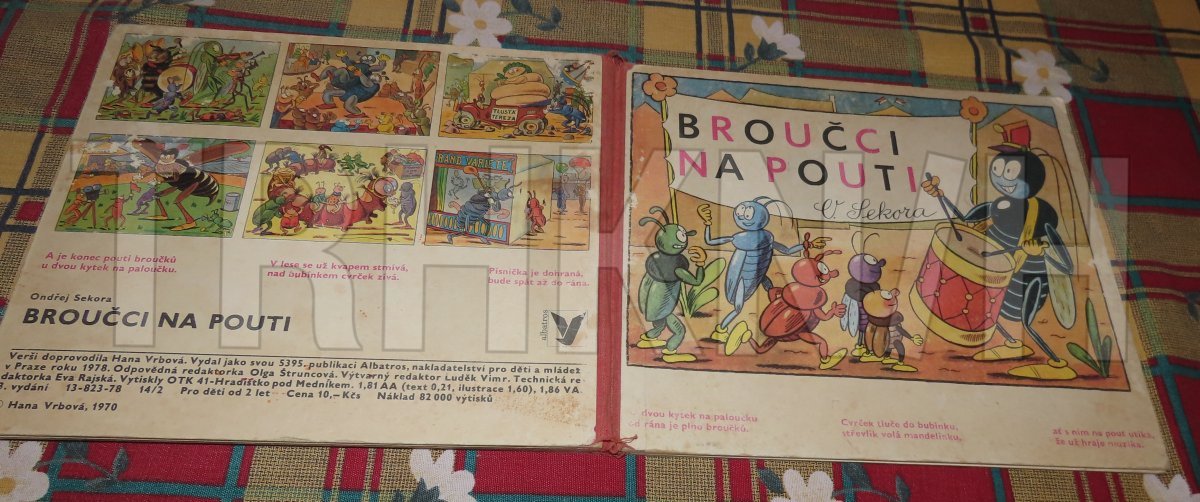 TLUSTÁ
TEREZA
A je konec pouti broučků
u dvou kytek na paloučku.
V lese se už kvapem stmívá,
nad bubínkem cvrček zívá.
Písnička je dohraná,
bude spát až do rána.
Ondřej Sekora
BROUČCI NA POUTI
albatros
Verši doprovodila Hana Vrbová. Vydal jako svou 5395. publikaci Albatros, nakladatelství pro děti a mládež
v Praze roku 1978. Odpovědná redaktorka Olga Štruncová. Výtvarný redaktor Luděk Vimr. Technická re-
daktorka Eva Rajská. Vytiskly OTK 41-Hradištko pod Medníkem. 1,81 AA (text 0,21, ilustrace 1,60), 1,86 VA.
3. vydání 13-823-78 14/2 Pro děti od 2 let Cena 10,– Kčs Náklad 82 000 výtisků
© Hana Vrbová, 1970
BROUČCI
NA POUTI
O Sekora
dvou kytek na paloučku
od rána je plno broučků.
Cvrček tluče do bubínku,
střevlík volá mandelinku,
ať s ním na pouť utíká,
že už hraje muzika.